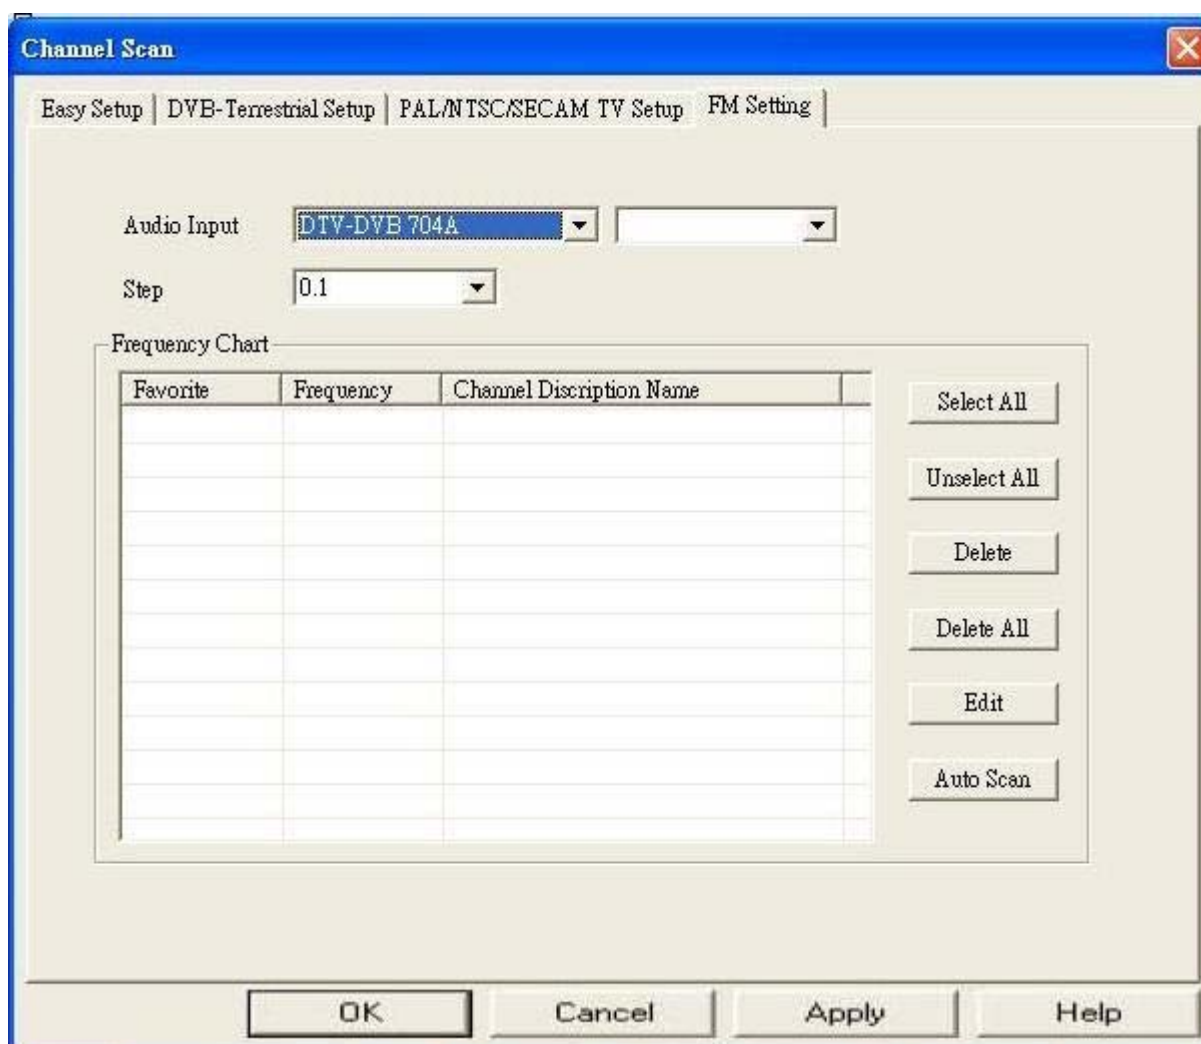 Channel Scan
Easy Setup
DVB-Terrestrial Setup
PAL/NTSC/SECAM TV Setup
FM Setting
Audio Input
DTV-DVB 704A
Step
0.1
Frequency Chart
Favorite
Frequency
Channel Discription Name
Select All
Unselect All
Delete
Delete All
Edit
Auto Scan
OK
Cancel
Apply
Help